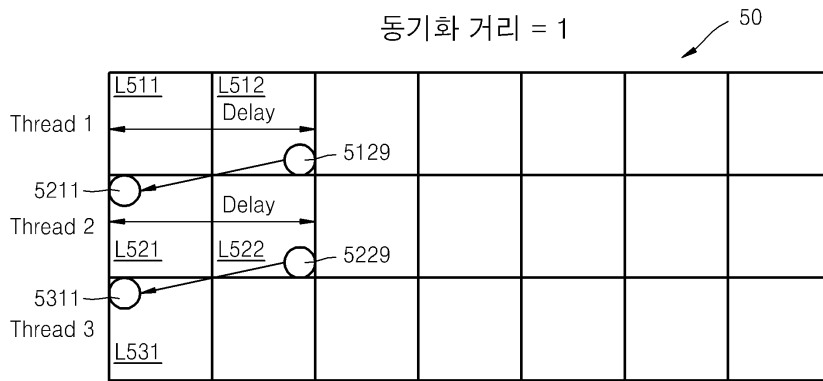 동기화 거리 = 1
50
L511
L512
Thread 1
Delay
5129
5211
Thread 2
Delay
L521
L522
5229
5311
Thread 3
L531